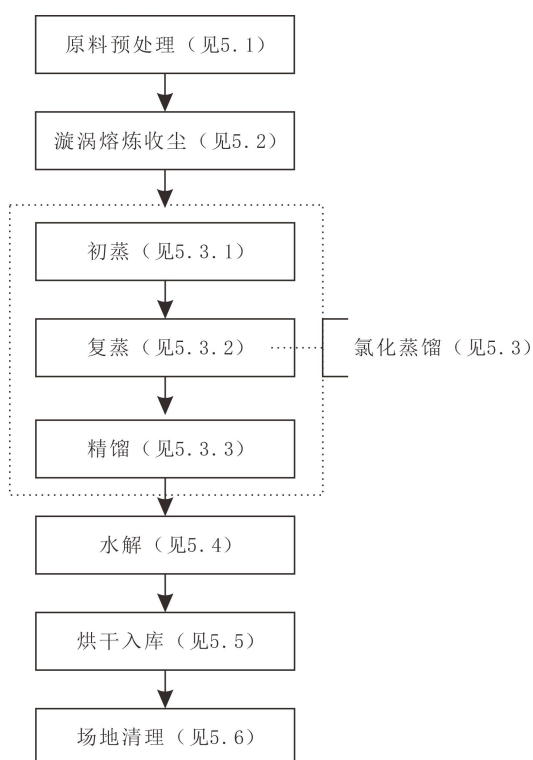 原料预处理（见5.1）
漩涡熔炼收尘（见5.2）
初蒸（见5.3.1）
复蒸（见5.3.2）
氯化蒸馏（见5.3）
精馏（见5.3.3）
水解（见5.4）
烘干入库（见5.5）
场地清理（见5.6）